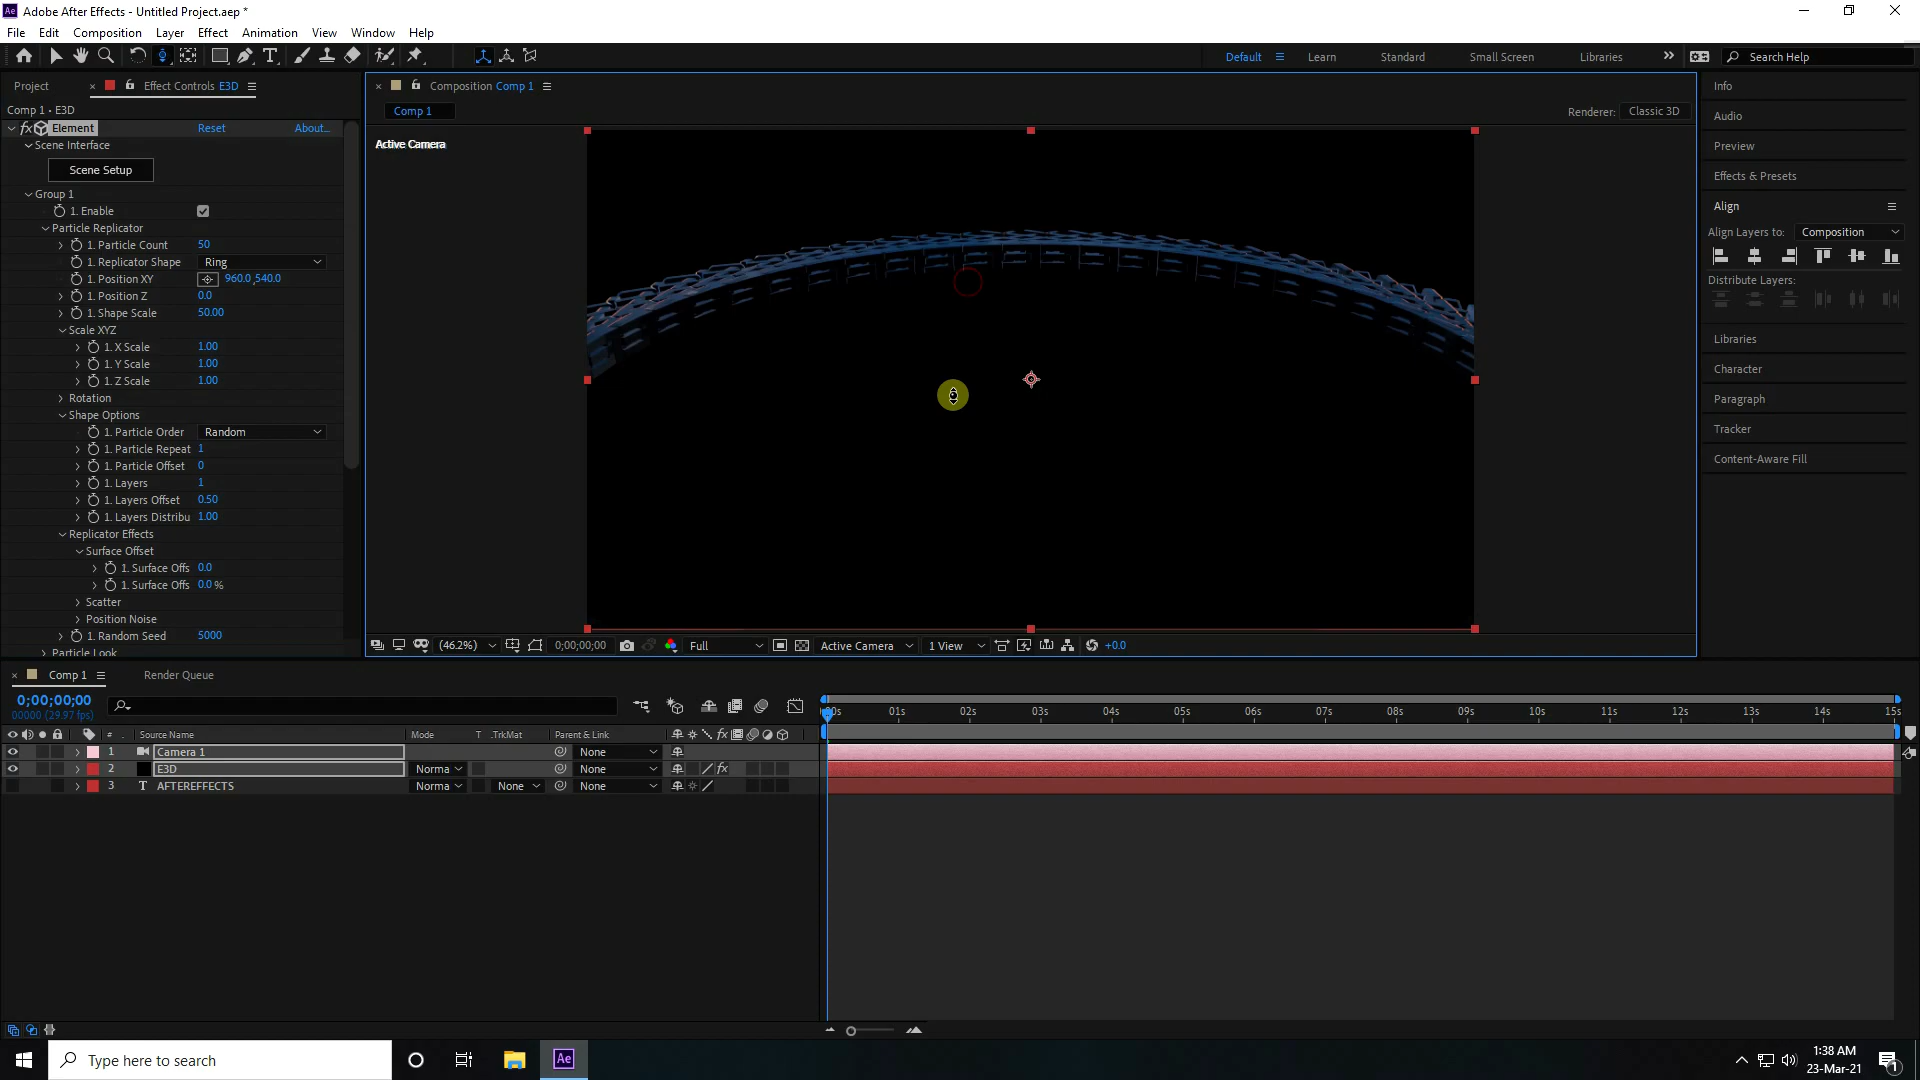 Adobe After Effects - Untitled Project.aep *
File Edit Composition Layer Effect Animation View Window Help
Default Learn Standard Small Screen Libraries Search Help
Project Effect Controls E3D
Comp 1 • E3D
Element Reset About...
Scene Interface
Scene Setup
Group 1
1. Enable
Particle Replicator
1. Particle Count 50
1. Replicator Shape Ring
1. Position XY 960.0,540.0
1. Position Z 0.0
1. Shape Scale 50.00
Scale XYZ
1. X Scale 1.00
1. Y Scale 1.00
1. Z Scale 1.00
Rotation
Shape Options
1. Particle Order Random
1. Particle Repeat 1
1. Particle Offset 0
1. Layers 1
1. Layers Offset 0.50
1. Layers Distribu 1.00
Replicator Effects
Surface Offset
1. Surface Offs 0.0
1. Surface Offs 0.0 %
Scatter
Position Noise
1. Random Seed 5000
Particle Look
Composition Comp 1
Comp 1
Renderer: Classic 3D
Active Camera
(46.2%) 0;00;00;00 Full Active Camera 1 View +0.0
Info
Audio
Preview
Effects & Presets
Align
Align Layers to: Composition
Distribute Layers:
Libraries
Character
Paragraph
Tracker
Content-Aware Fill
Comp 1 Render Queue
0;00;00;00
00000 (29.97 fps)
00s 01s 02s 03s 04s 05s 06s 07s 08s 09s 10s 11s 12s 13s 14s 15s
# Source Name Mode T .TrkMat Parent & Link
1 Camera 1 None
2 E3D Norma None
3 T AFTEREFFECTS Norma None None
Type here to search
Ae
1:38 AM
23-Mar-21
1